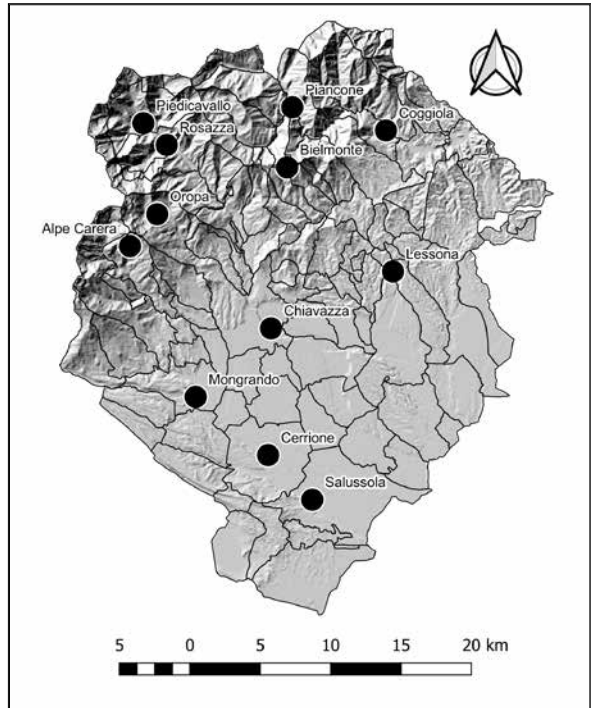 Piancone
Piedicavallo
Coggiola
Rosazza
Bielmonte
Oropa
Alpe Carera
Lessona
Chiavazza
Mongrando
Cerrione
Salussola
5 0 5 10 15 20 km